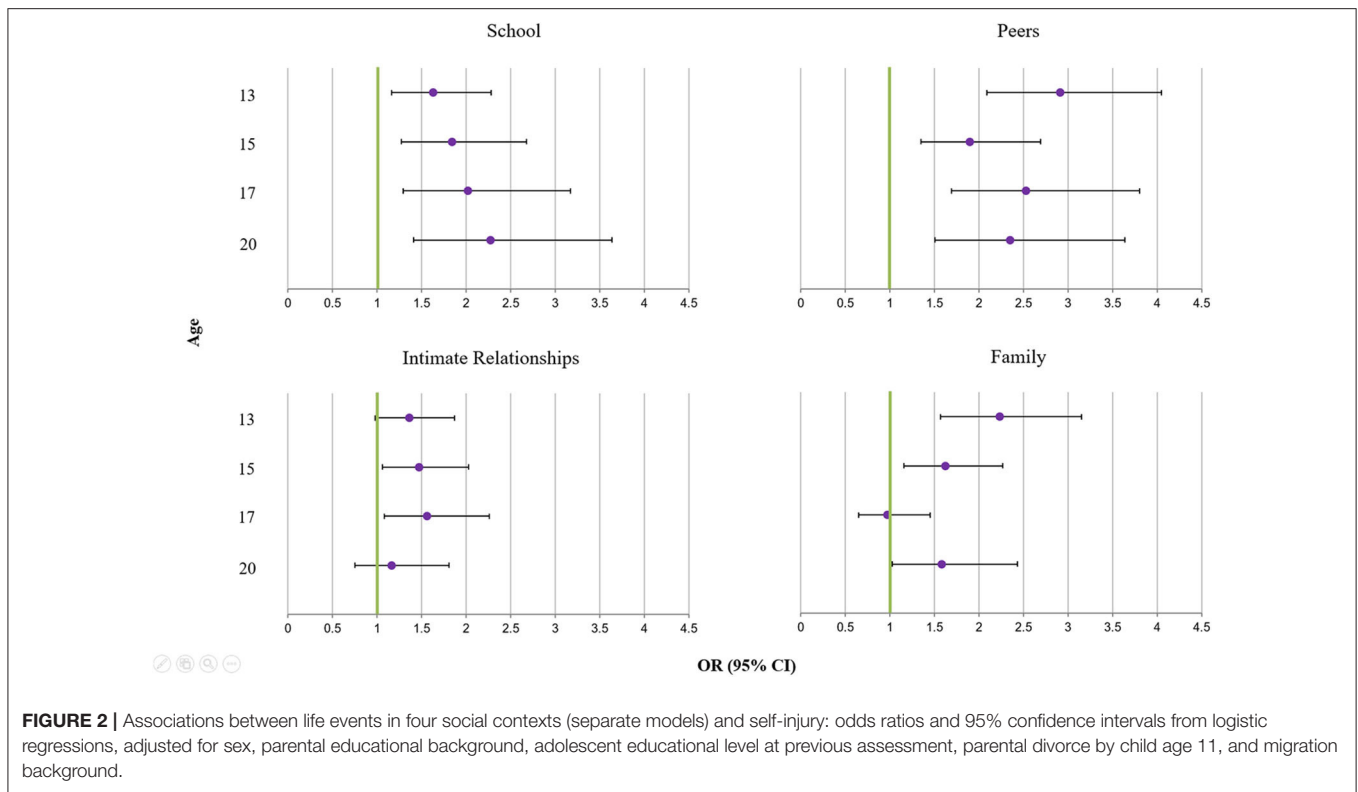 School
Peers
13
15
17
20
0 0.5 1 1.5 2 2.5 3 3.5 4 4.5
0 0.5 1 1.5 2 2.5 3 3.5 4 4.5
Age
Intimate Relationships
Family
13
15
17
20
0 0.5 1 1.5 2 2.5 3 3.5 4 4.5
0 0.5 1 1.5 2 2.5 3 3.5 4 4.5
OR (95% CI)
FIGURE 2 | Associations between life events in four social contexts (separate models) and self-injury: odds ratios and 95% confidence intervals from logistic
regressions, adjusted for sex, parental educational background, adolescent educational level at previous assessment, parental divorce by child age 11, and migration
background.